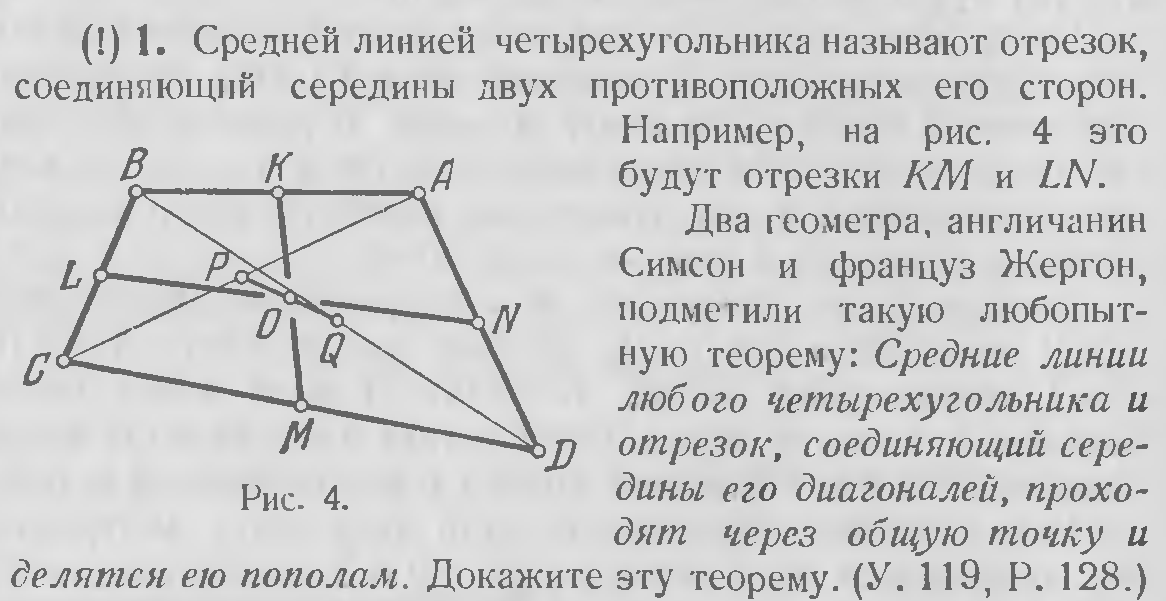 (!) 1. Средней линией четырехугольника называют отрезок,
соединяющий середины двух противоположных его сторон.
Например, на рис. 4 это
будут отрезки KM и LN.
Два геометра, англичанин
Симсон и француз Жергон,
подметили такую любопыт-
ную теорему: Средние линии
любого четырехугольника и
отрезок, соединяющий сере-
дины его диагоналей, прохо-
дят через общую точку и
делятся ею пополам. Докажите эту теорему. (У. 119, Р. 128.)
B K A
L P
O Q N
C
M
D
Рис. 4.